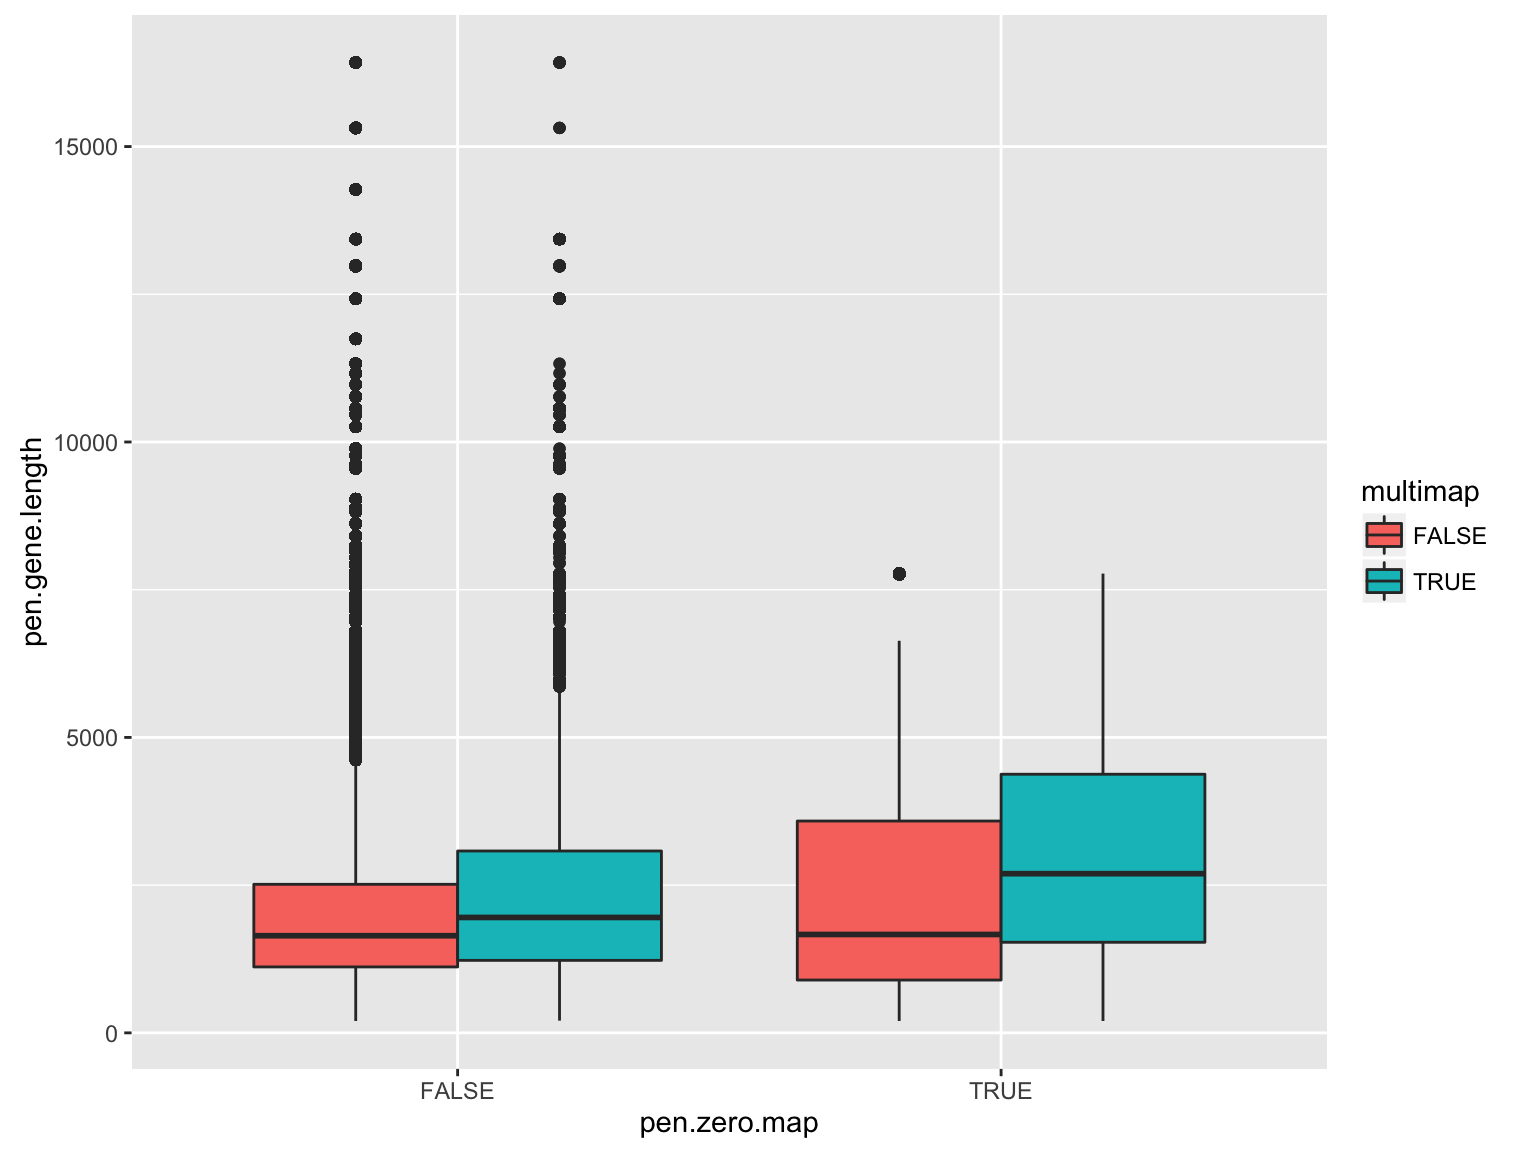 15000
10000
5000
0
pen.gene.length
FALSE
TRUE
pen.zero.map
multimap
FALSE
TRUE